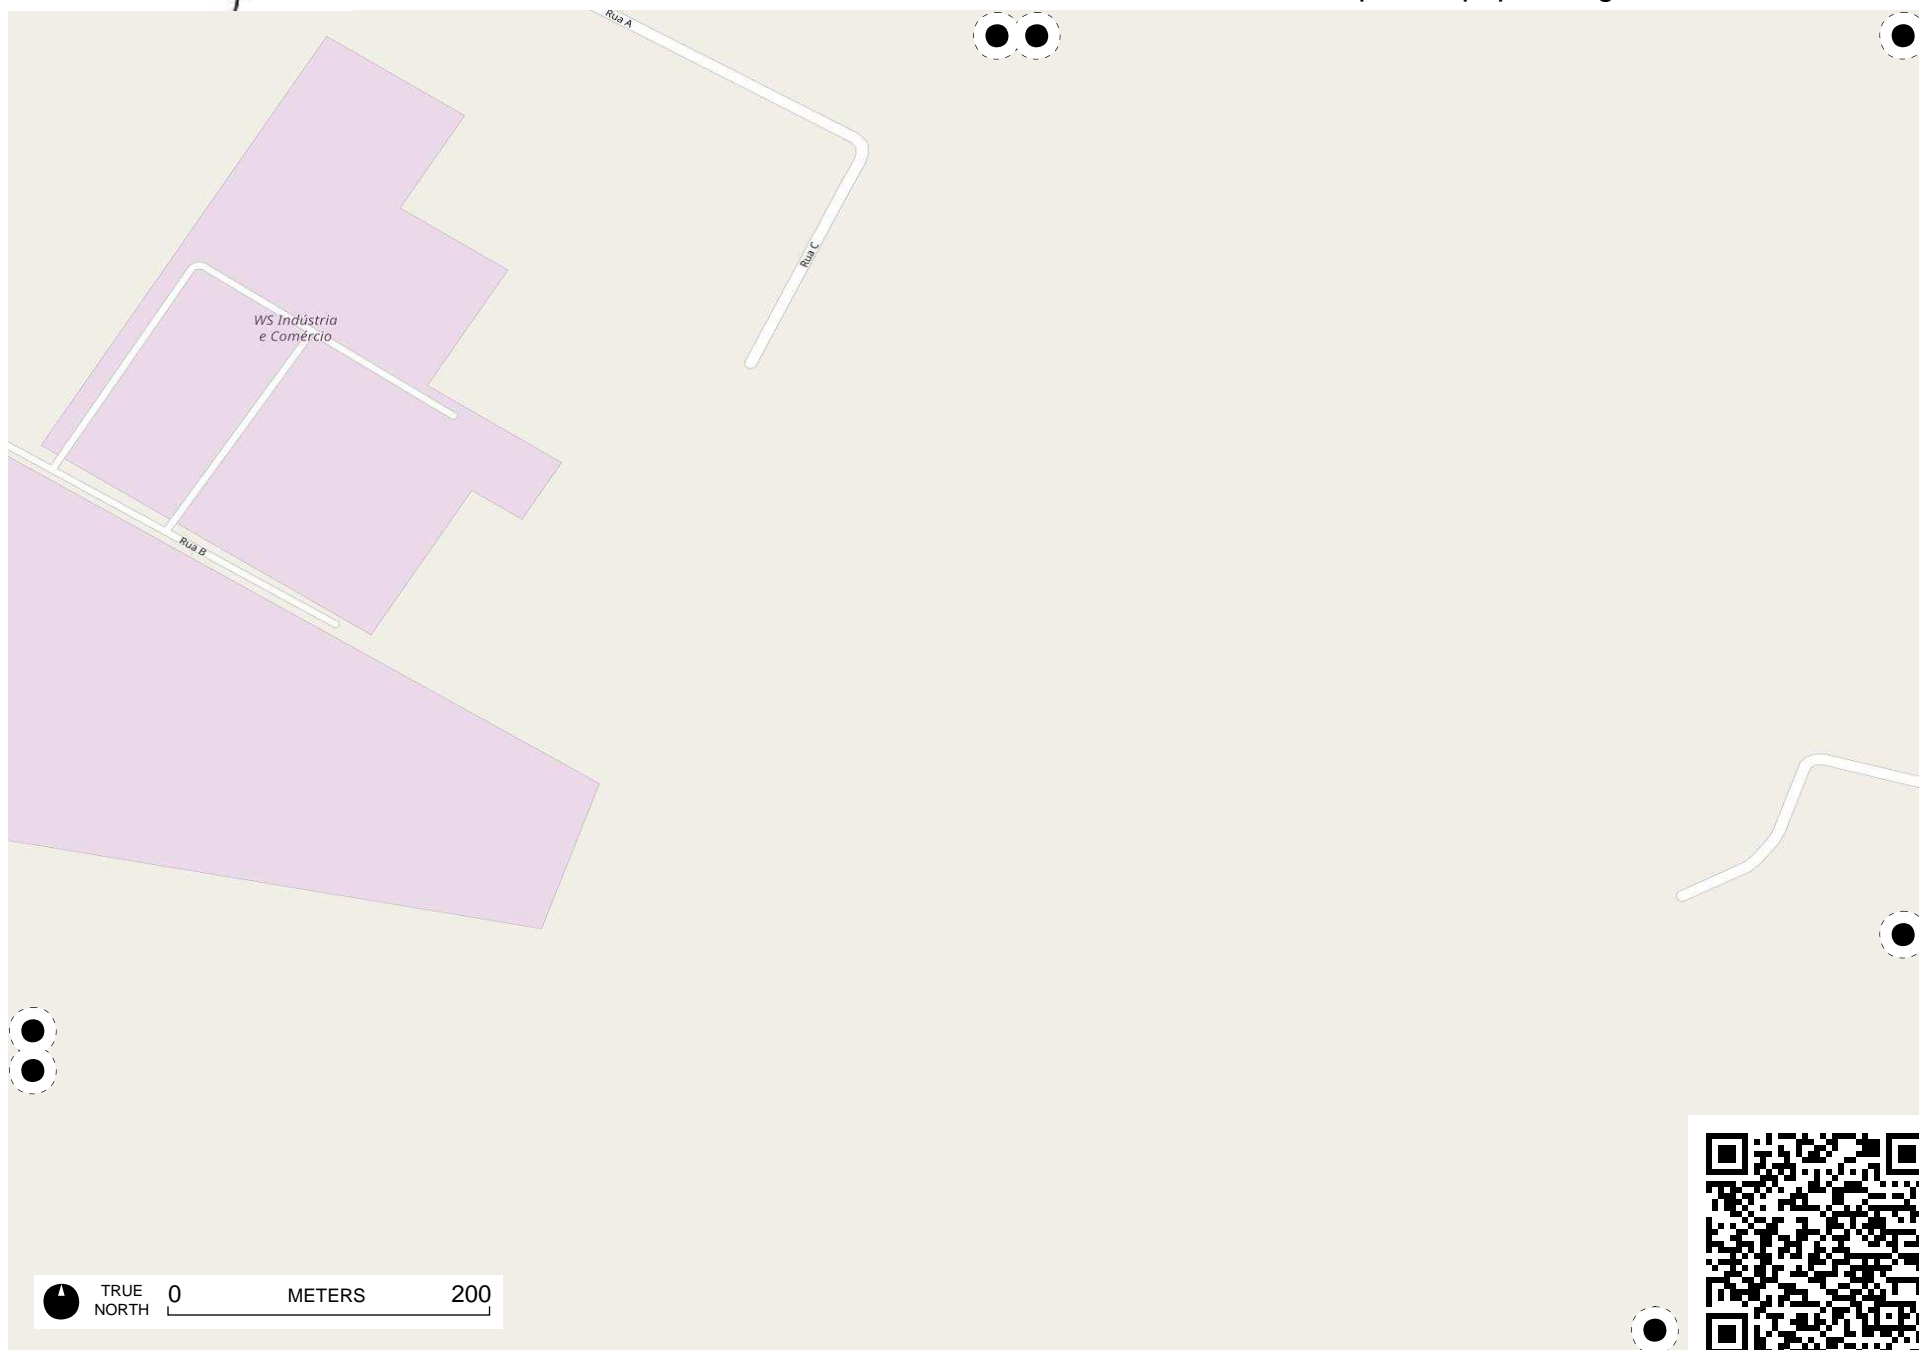 Rua A
Rua C
WS Indústria
e Comércio
Rua B
TRUE
NORTH
0 METERS 200